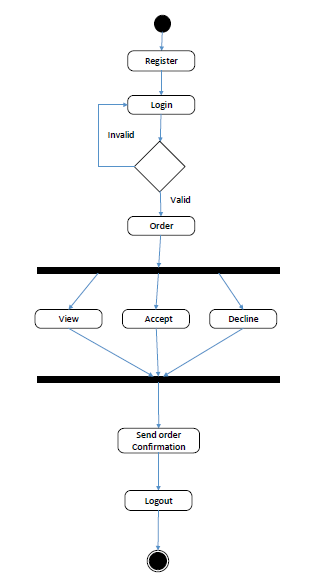 Register
Login
Invalid
Valid
Order
View
Accept
Decline
Send order
Confirmation
Logout